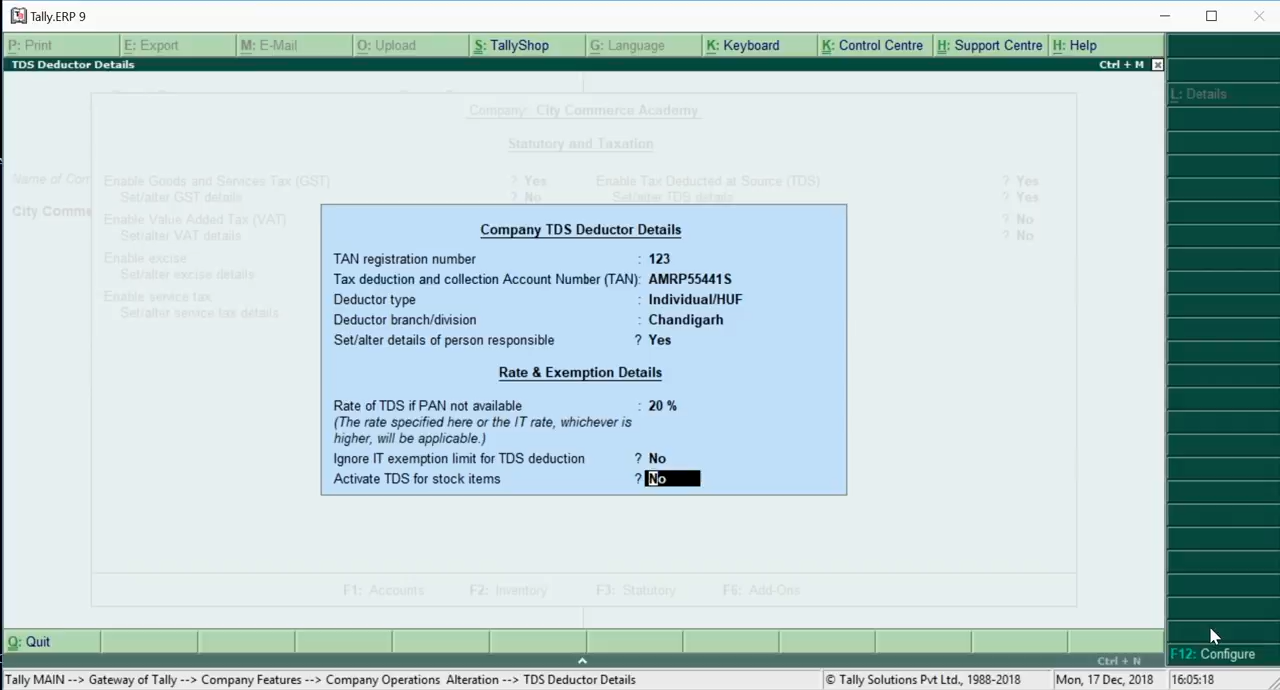 Tally.ERP 9
P: Print E: Export M: E-Mail O: Upload S: TallyShop G: Language K: Keyboard K: Control Centre H: Support Centre H: Help
TDS Deductor Details Ctrl + M
L: Details
Company: City Commerce Academy
Statutory and Taxation
Enable Goods and Services Tax (GST) ? Yes Enable Tax Deducted at Source (TDS) ? Yes
Set/alter GST details ? No Set/alter TDS details ? Yes
City Comme
Enable Value Added Tax (VAT) ? No
Set/alter VAT details ? No
Enable excise
Set/alter excise details
Enable service tax
Set/alter service tax details
Company TDS Deductor Details
TAN registration number : 123
Tax deduction and collection Account Number (TAN): AMRP55441S
Deductor type : Individual/HUF
Deductor branch/division : Chandigarh
Set/alter details of person responsible ? Yes
Rate & Exemption Details
Rate of TDS if PAN not available : 20 %
(The rate specified here or the IT rate, whichever is
higher, will be applicable.)
Ignore IT exemption limit for TDS deduction ? No
Activate TDS for stock items ? No
F1: Accounts F2: Inventory F3: Statutory F6: Add-Ons
Q: Quit
F12: Configure
Ctrl + N
Tally MAIN --> Gateway of Tally --> Company Features --> Company Operations Alteration --> TDS Deductor Details © Tally Solutions Pvt Ltd., 1988-2018 Mon, 17 Dec, 2018 16:05:18